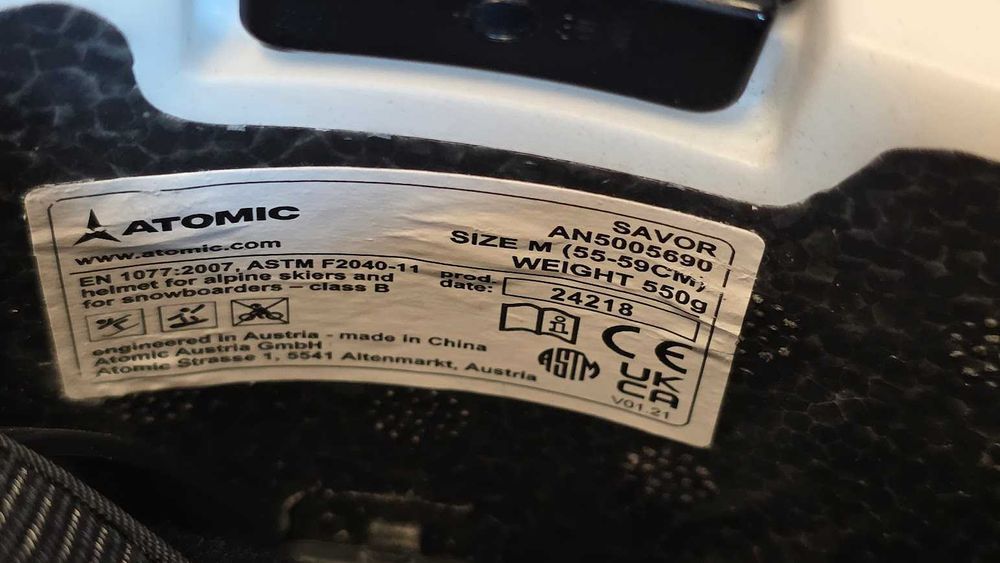 ATOMIC
www.atomic.com
SAVOR
AN5005690
SIZE M (55-59CM)
WEIGHT 550g
EN 1077:2007, ASTM F2040-11
helmet for alpine skiers and
for snowboarders – class B
prod.
date:
24218
engineered in Austria - made in China
Atomic Austria GmbH
Atomic Strasse 1, 5541 Altenmarkt, Austria
ASTM
CE
UK
CA
V01.21